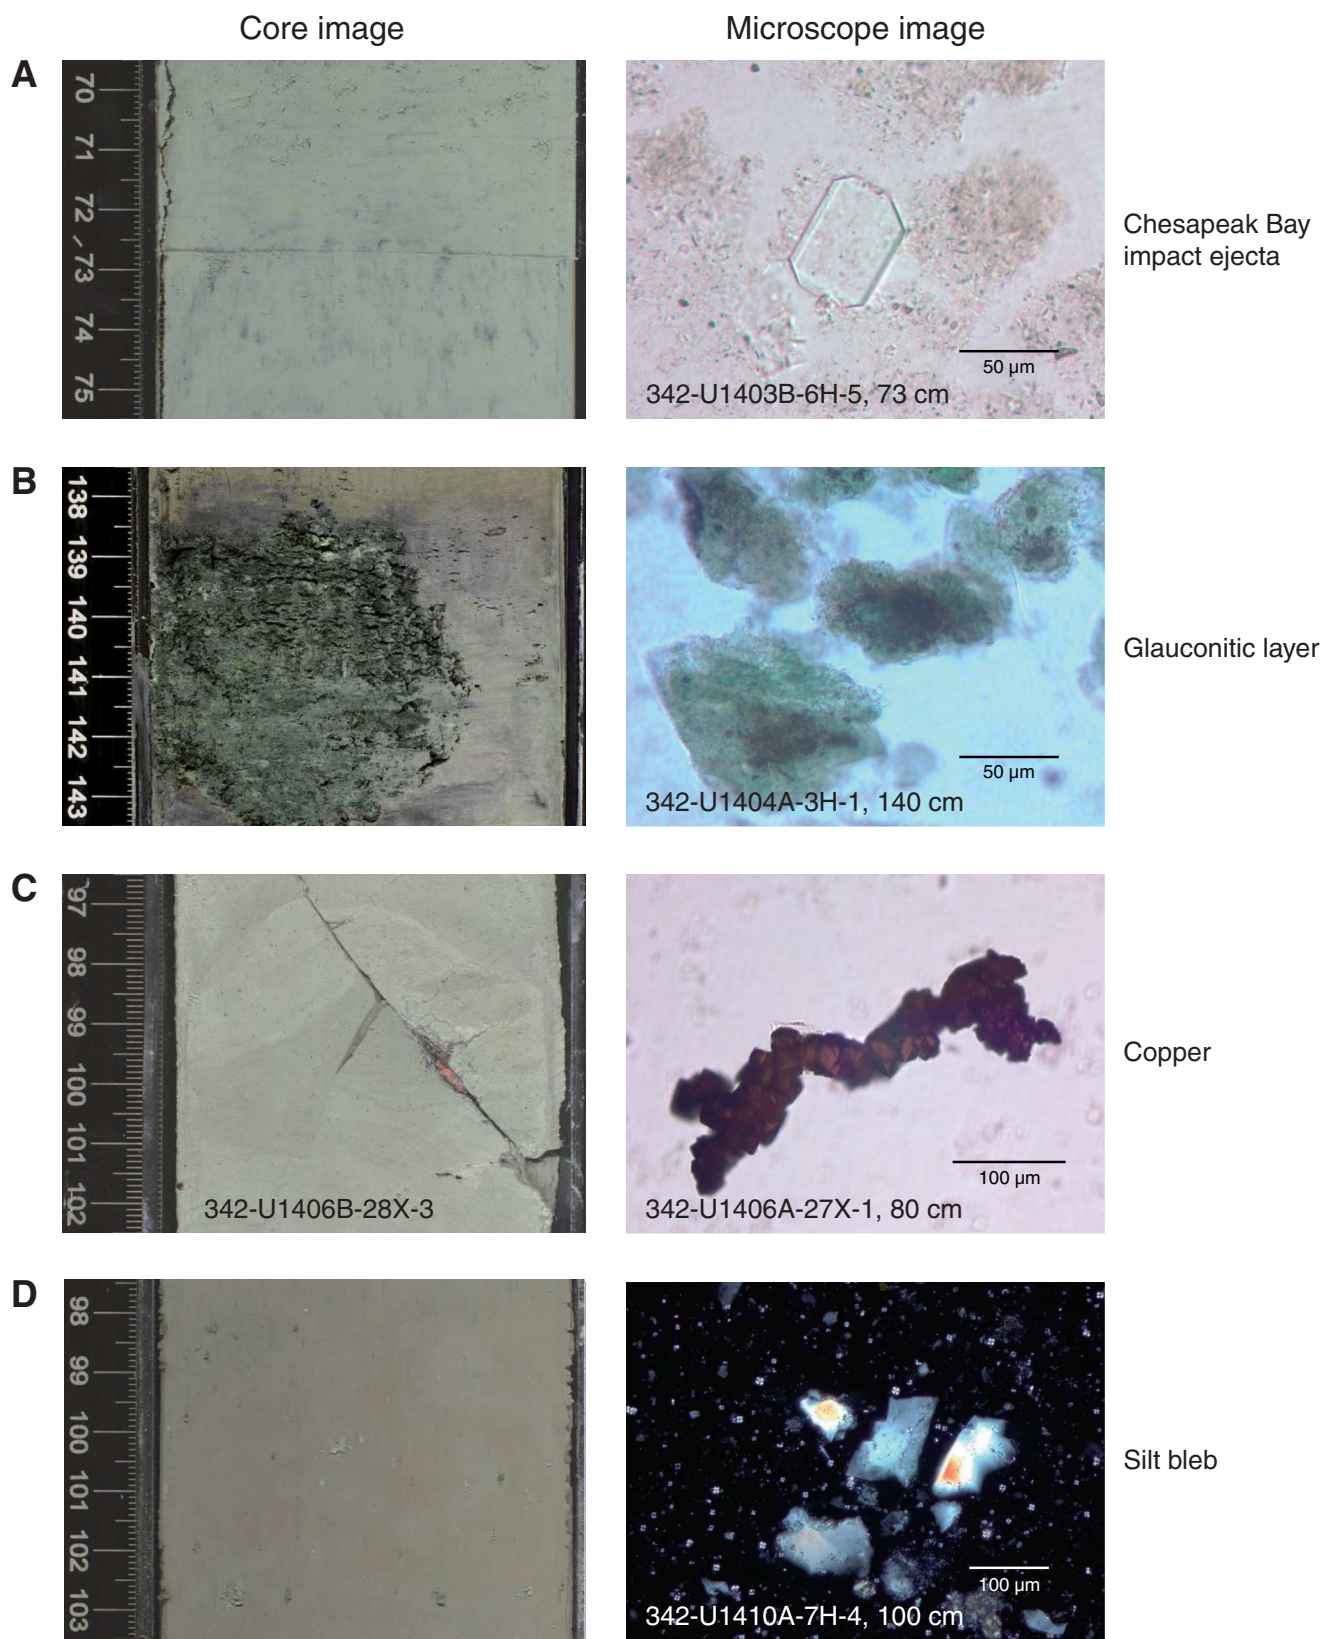 Core image
Microscope image
A
70
71
72
73
74
75
50 µm
342-U1403B-6H-5, 73 cm
Chesapeak Bay
impact ejecta
B
138
139
140
141
142
143
50 µm
342-U1404A-3H-1, 140 cm
Glauconitic layer
C
97
98
99
100
101
102
342-U1406B-28X-3
100 µm
342-U1406A-27X-1, 80 cm
Copper
D
98
99
100
101
102
103
100 µm
342-U1410A-7H-4, 100 cm
Silt bleb